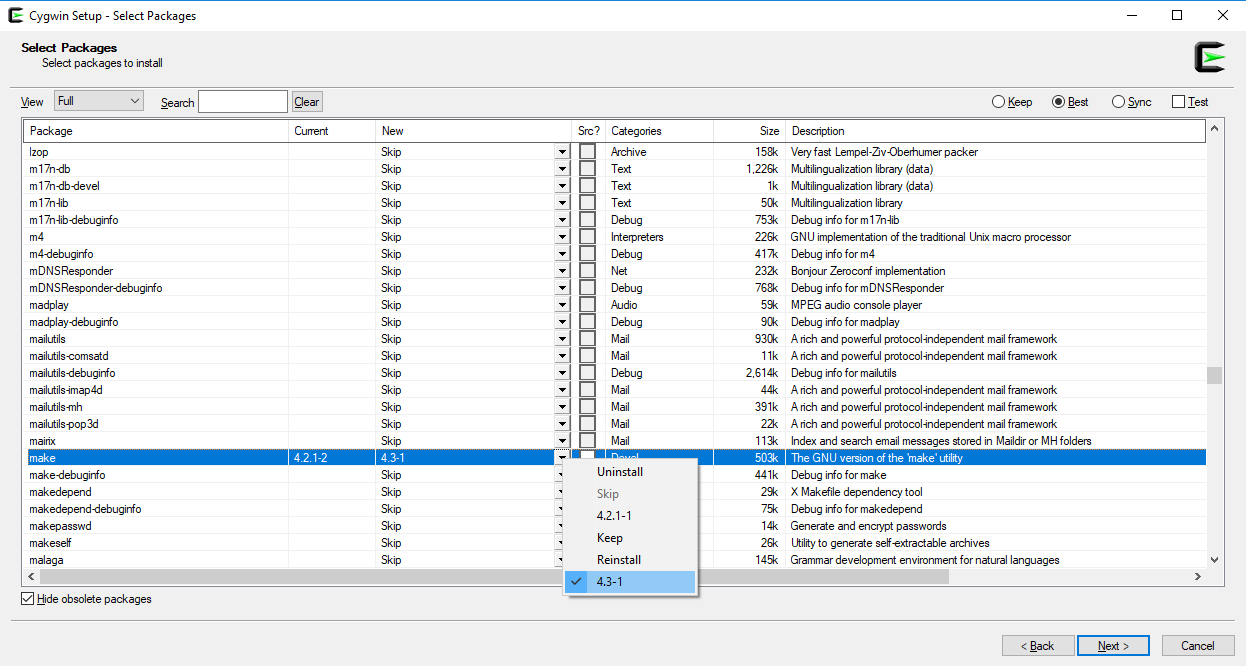 Cygwin Setup - Select Packages
Select Packages
Select packages to install
View Full Search Clear Keep Best Sync Test
Package Current New Src? Categories Size Description
lzop Skip Archive 158k Very fast Lempel-Ziv-Oberhumer packer
m17n-db Skip Text 1,226k Multilingualization library (data)
m17n-db-devel Skip Text 1k Multilingualization library (data)
m17n-lib Skip Text 50k Multilingualization library
m17n-lib-debuginfo Skip Debug 753k Debug info for m17n-lib
m4 Skip Interpreters 226k GNU implementation of the traditional Unix macro processor
m4-debuginfo Skip Debug 417k Debug info for m4
mDNSResponder Skip Net 232k Bonjour Zeroconf implementation
mDNSResponder-debuginfo Skip Debug 768k Debug info for mDNSResponder
madplay Skip Audio 59k MPEG audio console player
madplay-debuginfo Skip Debug 90k Debug info for madplay
mailutils Skip Mail 930k A rich and powerful protocol-independent mail framework
mailutils-comsatd Skip Mail 11k A rich and powerful protocol-independent mail framework
mailutils-debuginfo Skip Debug 2,614k Debug info for mailutils
mailutils-imap4d Skip Mail 44k A rich and powerful protocol-independent mail framework
mailutils-mh Skip Mail 391k A rich and powerful protocol-independent mail framework
mailutils-pop3d Skip Mail 22k A rich and powerful protocol-independent mail framework
mairix Skip Mail 113k Index and search email messages stored in Maildir or MH folders
make 4.2.1-2 4.3-1 Devel 503k The GNU version of the 'make' utility
make-debuginfo Skip 441k Debug info for make
makedepend Skip 29k X Makefile dependency tool
makedepend-debuginfo Skip 75k Debug info for makedepend
makepasswd Skip 14k Generate and encrypt passwords
makeself Skip 26k Utility to generate self-extractable archives
malaga Skip 145k Grammar development environment for natural languages
Uninstall
Skip
4.2.1-1
Keep
Reinstall
4.3-1
Hide obsolete packages
< Back Next > Cancel